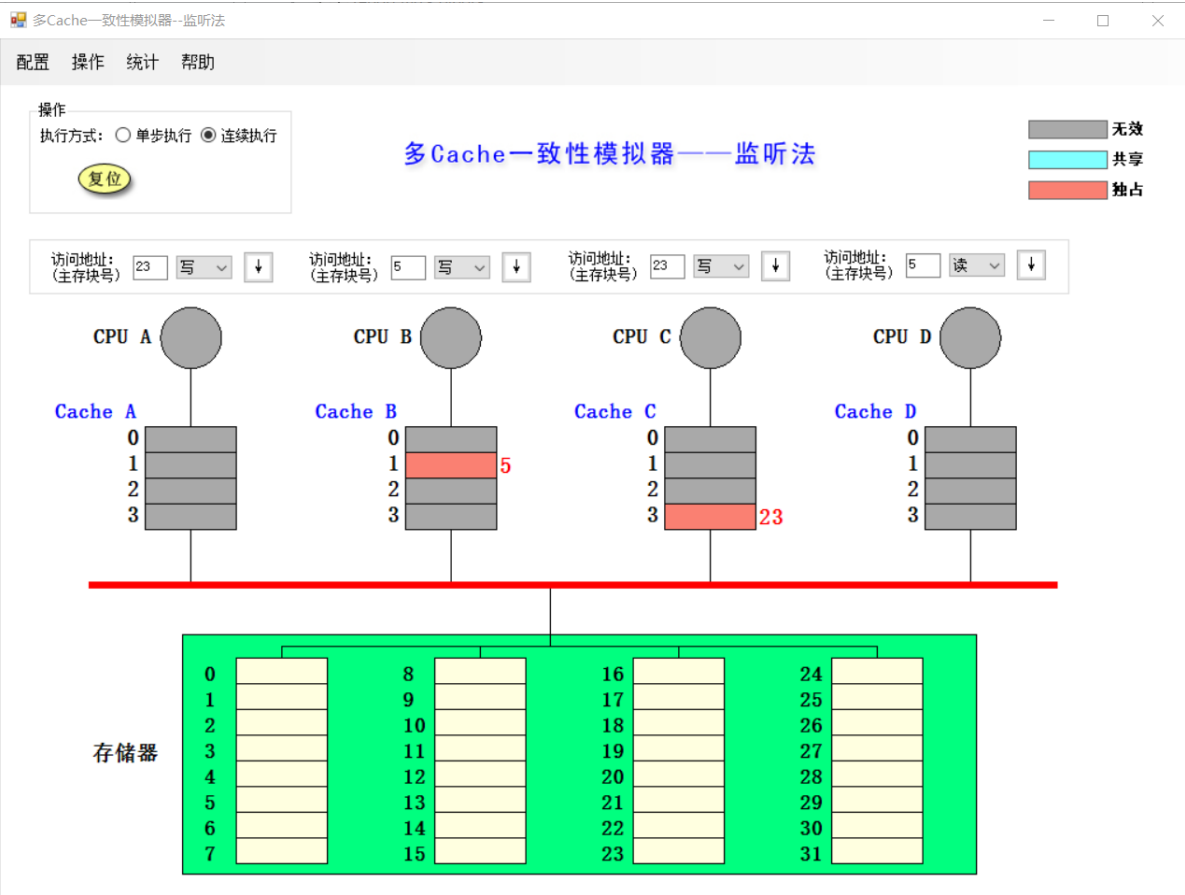 多Cache一致性模拟器--监听法
配置 操作 统计 帮助
操作
执行方式： 单步执行 连续执行
复位
多Cache一致性模拟器——监听法
无效
共享
独占
访问地址：
(主存块号) 23 写 ↓
访问地址：
(主存块号) 5 写 ↓
访问地址：
(主存块号) 23 写 ↓
访问地址：
(主存块号) 5 读 ↓
CPU A CPU B CPU C CPU D
Cache A Cache B Cache C Cache D
0 0 0 0
1 1 5 1 1
2 2 2 2
3 3 3 23 3
存储器
0 8 16 24
1 9 17 25
2 10 18 26
3 11 19 27
4 12 20 28
5 13 21 29
6 14 22 30
7 15 23 31